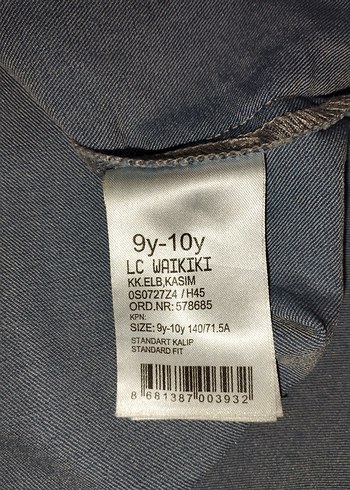 9y-10y
LC WAIKIKI
KK.ELB,KASIM
0S0727Z4 / H45
ORD.NR: 578685
KPN:
SIZE: 9y-10y 140/71.5A
STANDART KALIP
STANDARD FIT
8 681387 003932